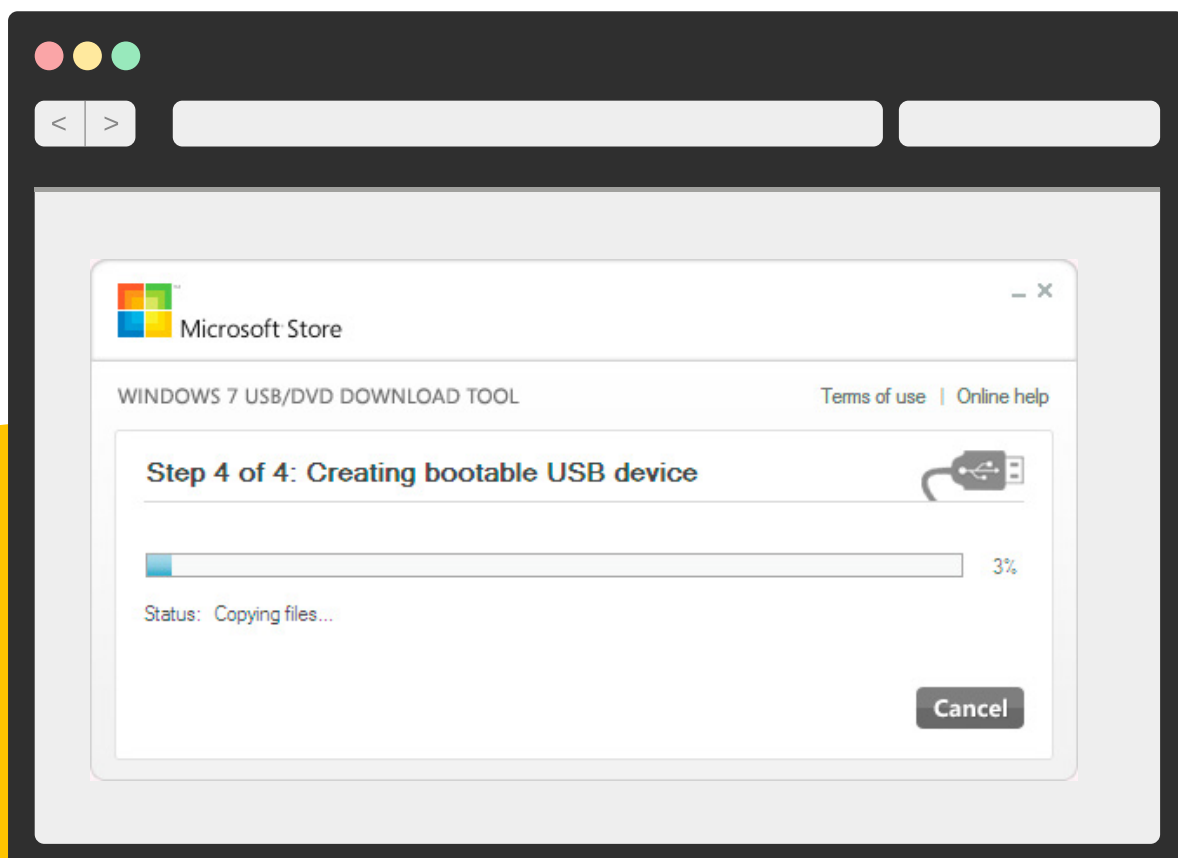 < >
Microsoft Store
WINDOWS 7 USB/DVD DOWNLOAD TOOL
Terms of use | Online help
Step 4 of 4: Creating bootable USB device
3%
Status: Copying files...
Cancel